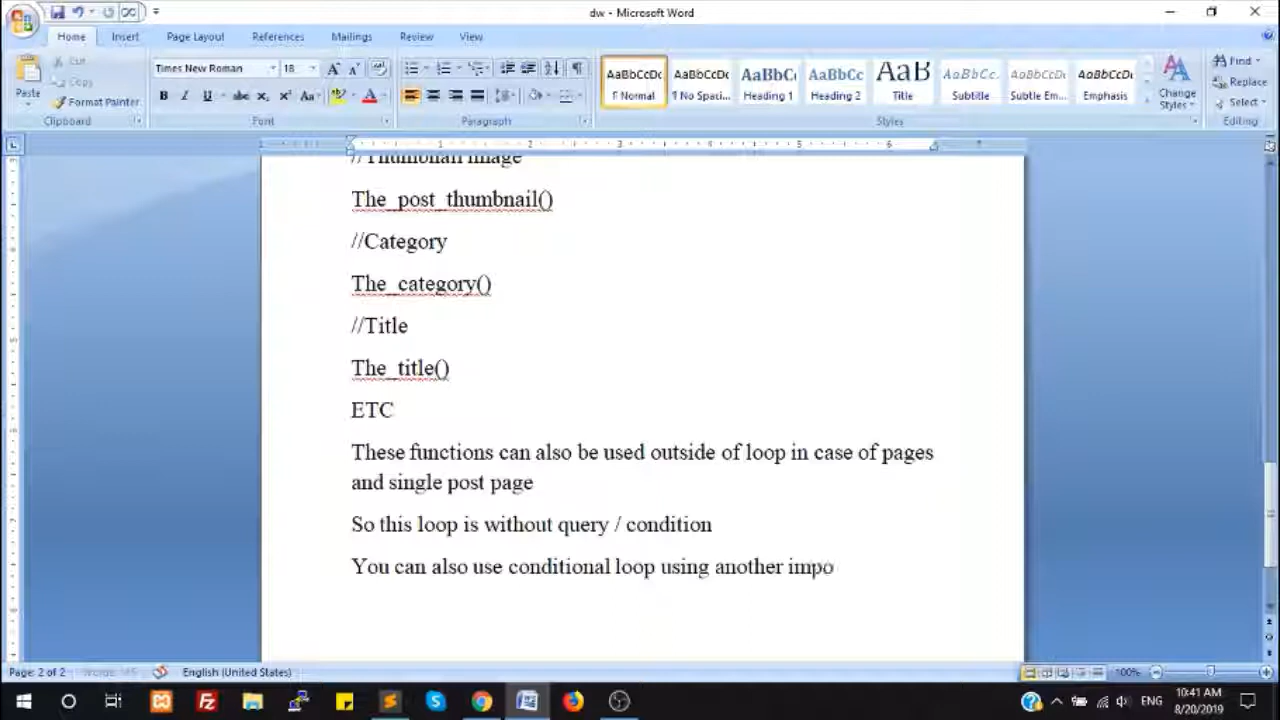 dw - Microsoft Word
Home Insert Page Layout References Mailings Review View
Paste
Cut
Copy
Format Painter
Clipboard
Times New Roman 18
Font
Paragraph
AaBbCcDc ¶ Normal
AaBbCcDc ¶ No Spaci...
AaBbC Heading 1
AaBbCc Heading 2
AaB Title
AaBbCc. Subtitle
AaBbCcDc Subtle Em...
AaBbCcDc Emphasis
Change Styles
Styles
Find
Replace
Select
Editing
//Thumbnail image
The_post_thumbnail()
//Category
The_category()
//Title
The_title()
ETC
These functions can also be used outside of loop in case of pages
and single post page
So this loop is without query / condition
You can also use conditional loop using another impo
Page: 2 of 2 English (United States) 100%
ENG 10:41 AM
8/20/2019